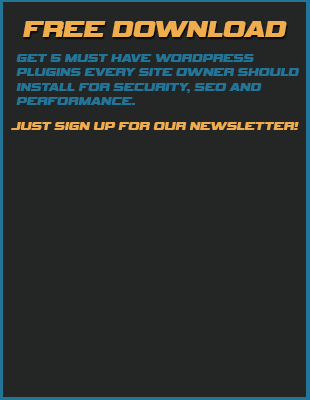 FREE DOWNLOAD
GET 5 MUST HAVE WORDPRESS
PLUGINS EVERY SITE OWNER SHOULD
INSTALL FOR SECURITY, SEO AND
PERFORMANCE.
JUST SIGN UP FOR OUR NEWSLETTER!